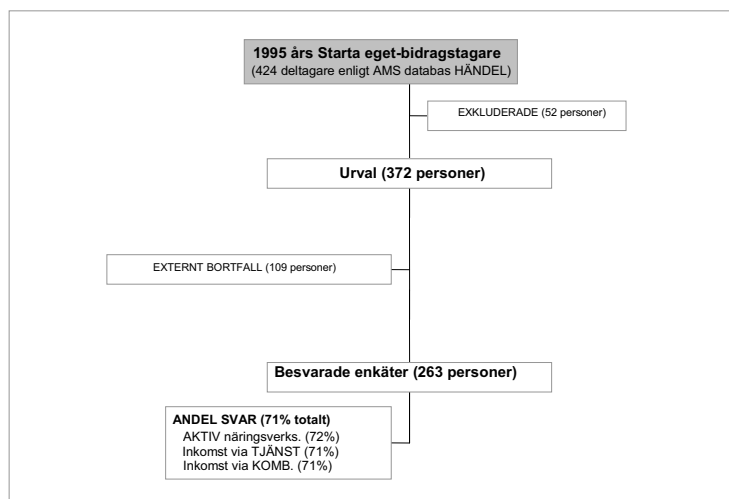 1995 års Starta eget-bidragstagare
(424 deltagare enligt AMS databas HÄNDEL)
EXKLUDERADE (52 personer)
Urval (372 personer)
EXTERNT BORTFALL (109 personer)
Besvarade enkäter (263 personer)
ANDEL SVAR (71% totalt)
AKTIV näringsverks. (72%)
Inkomst via TJÄNST (71%)
Inkomst via KOMB. (71%)